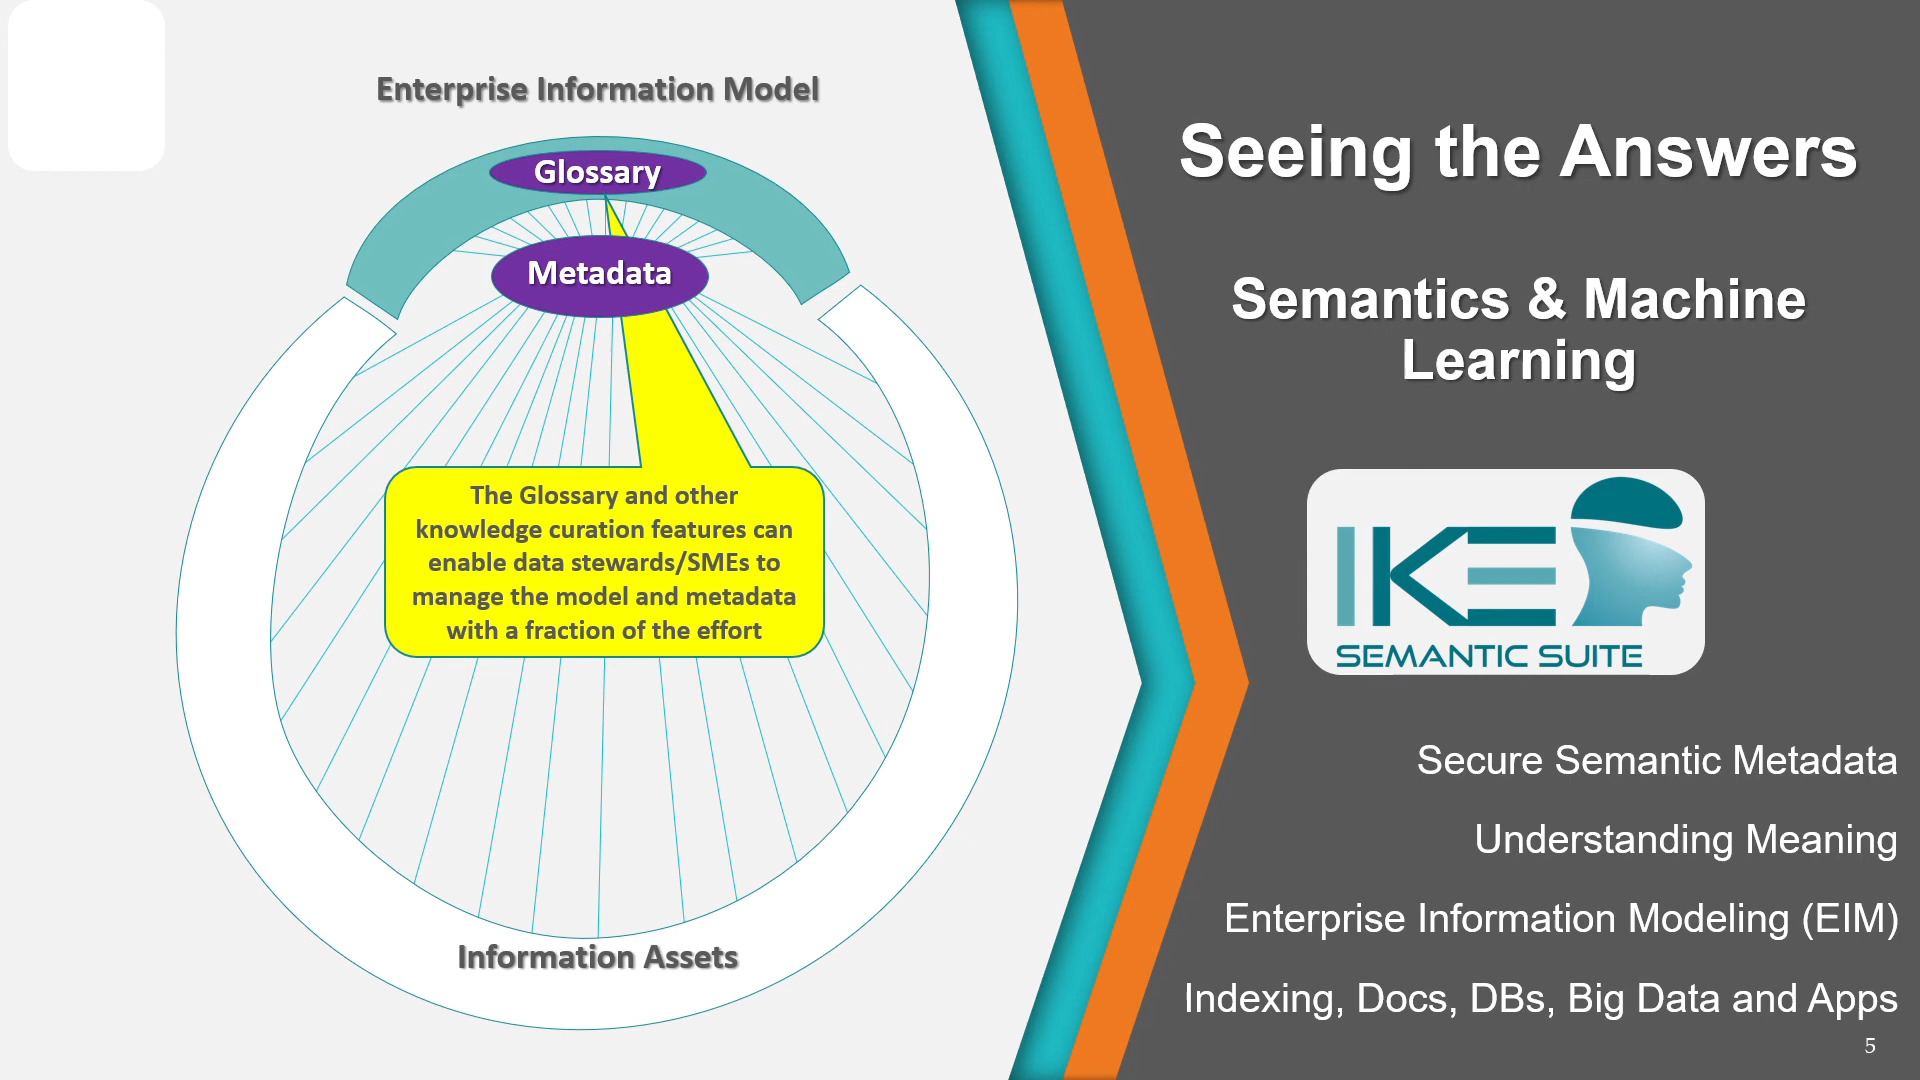 Enterprise Information Model
Glossary
Metadata
The Glossary and other
knowledge curation features can
enable data stewards/SMEs to
manage the model and metadata
with a fraction of the effort
Information Assets
Seeing the Answers
Semantics & Machine
Learning
IKE
SEMANTIC SUITE
Secure Semantic Metadata
Understanding Meaning
Enterprise Information Modeling (EIM)
Indexing, Docs, DBs, Big Data and Apps
5